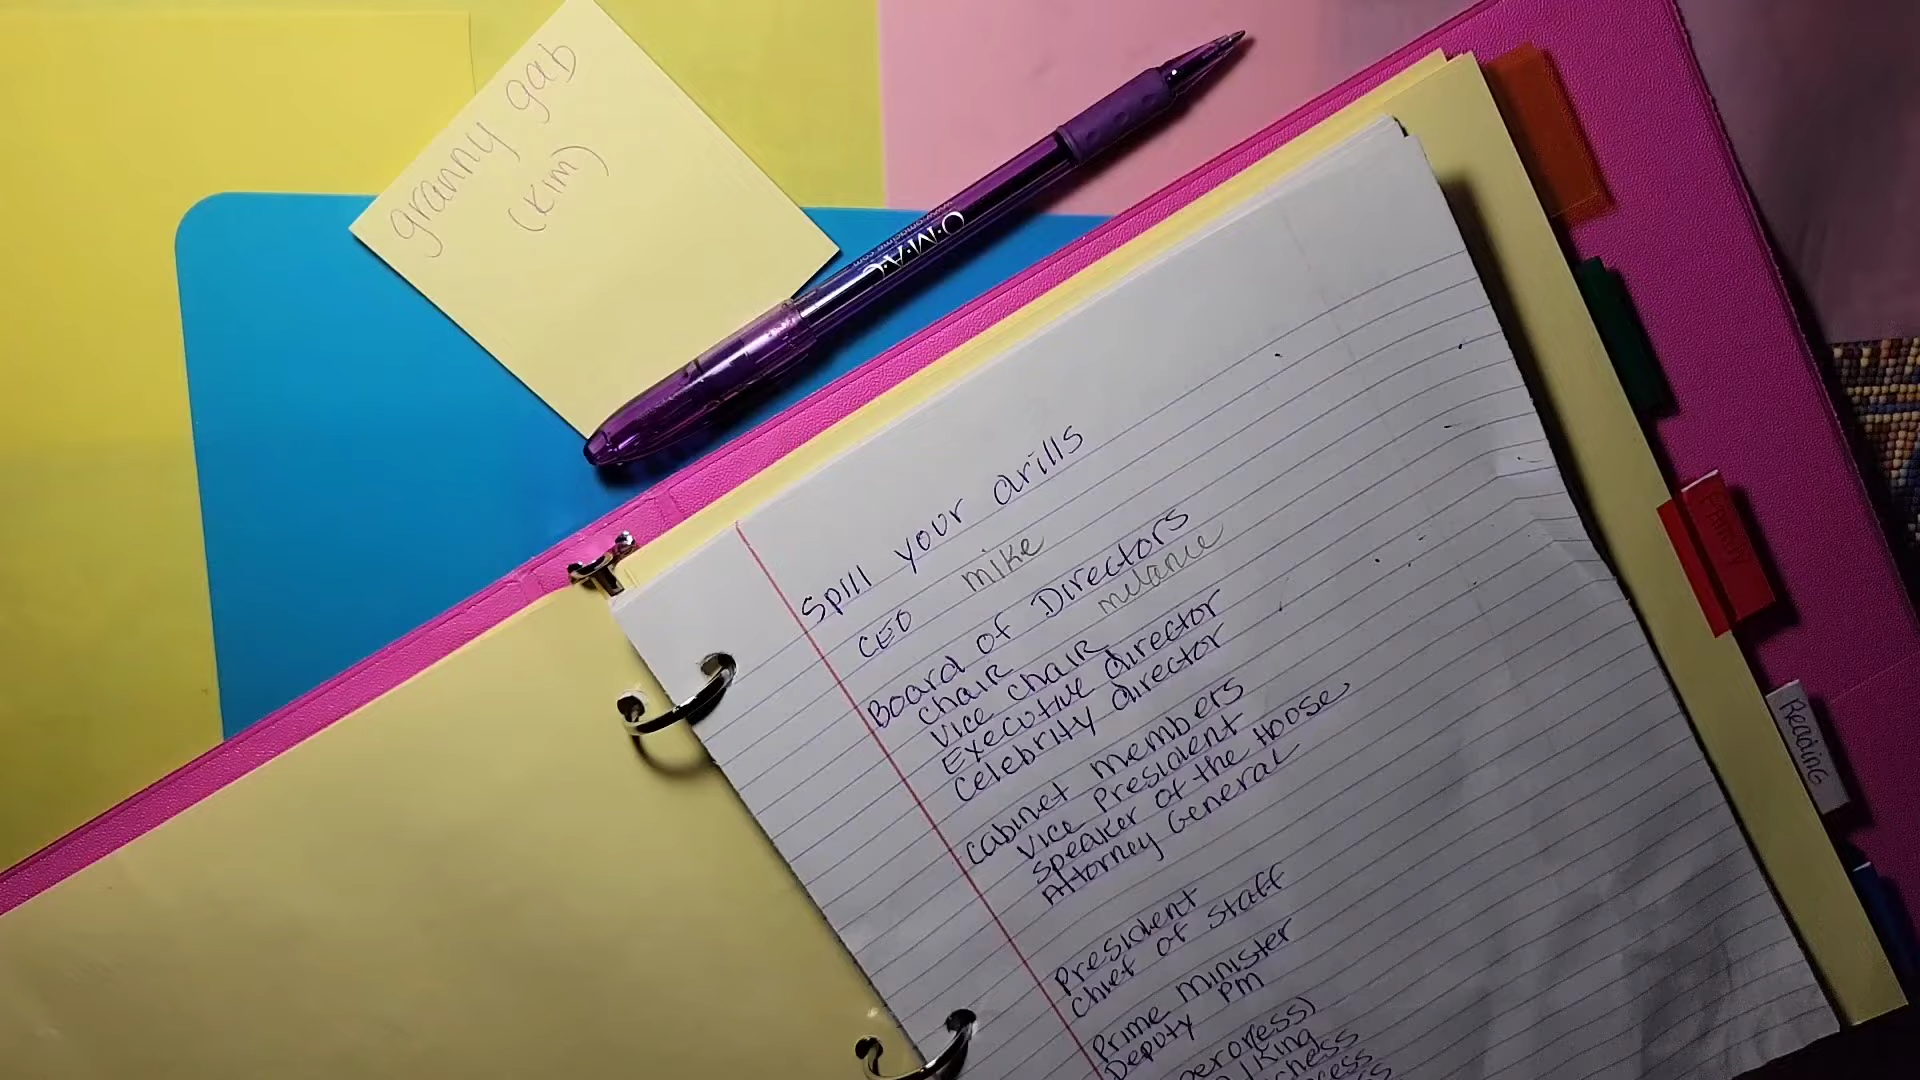 granny gab
(Kim)
O.M.A.C
Spill your drills
CEO mike
Board of Directors
chair melanie
vice chair
Executive director
celebrity director
cabinet members
vice president
speaker of the House
Attorney General
president
chief of staff
prime minister
Deputy PM
King
Family
Reading